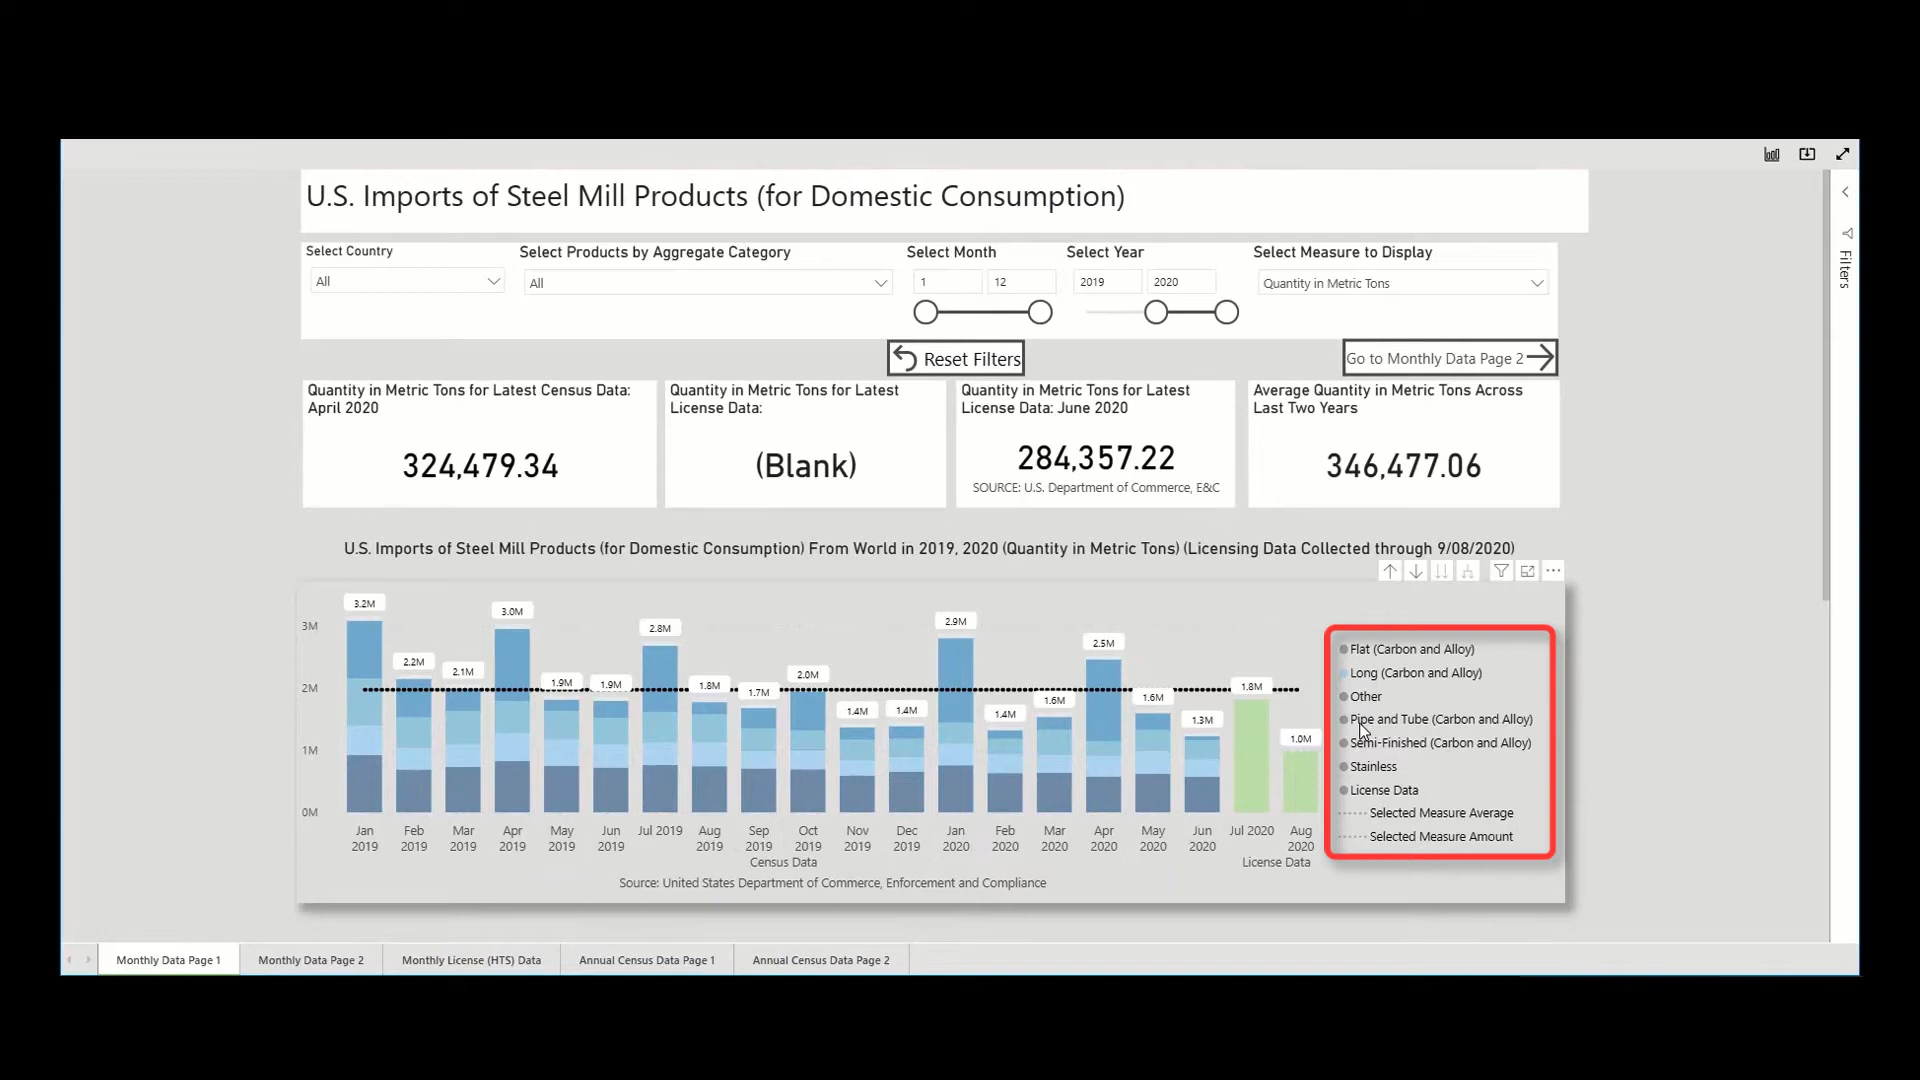 U.S. Imports of Steel Mill Products (for Domestic Consumption)
Select Country
Select Products by Aggregate Category
Select Month
Select Year
Select Measure to Display
All
All
1
12
2019
2020
Quantity in Metric Tons
Filters
Reset Filters
Go to Monthly Data Page 2
Quantity in Metric Tons for Latest Census Data:
April 2020
324,479.34
Quantity in Metric Tons for Latest
License Data:
(Blank)
Quantity in Metric Tons for Latest
License Data: June 2020
284,357.22
SOURCE: U.S. Department of Commerce, E&C
Average Quantity in Metric Tons Across
Last Two Years
346,477.06
U.S. Imports of Steel Mill Products (for Domestic Consumption) From World in 2019, 2020 (Quantity in Metric Tons) (Licensing Data Collected through 9/08/2020)
3M
2M
1M
0M
3.2M
2.2M
2.1M
3.0M
1.9M
1.9M
2.8M
1.8M
1.7M
2.0M
1.4M
1.4M
2.9M
1.4M
1.6M
2.5M
1.6M
1.3M
1.8M
1.0M
Jan
2019
Feb
2019
Mar
2019
Apr
2019
May
2019
Jun
2019
Jul 2019
Aug
2019
Sep
2019
Oct
2019
Nov
2019
Dec
2019
Jan
2020
Feb
2020
Mar
2020
Apr
2020
May
2020
Jun
2020
Jul 2020
Aug
2020
Census Data
License Data
Flat (Carbon and Alloy)
Long (Carbon and Alloy)
Other
Pipe and Tube (Carbon and Alloy)
Semi-Finished (Carbon and Alloy)
Stainless
License Data
Selected Measure Average
Selected Measure Amount
Source: United States Department of Commerce, Enforcement and Compliance
Monthly Data Page 1
Monthly Data Page 2
Monthly License (HTS) Data
Annual Census Data Page 1
Annual Census Data Page 2